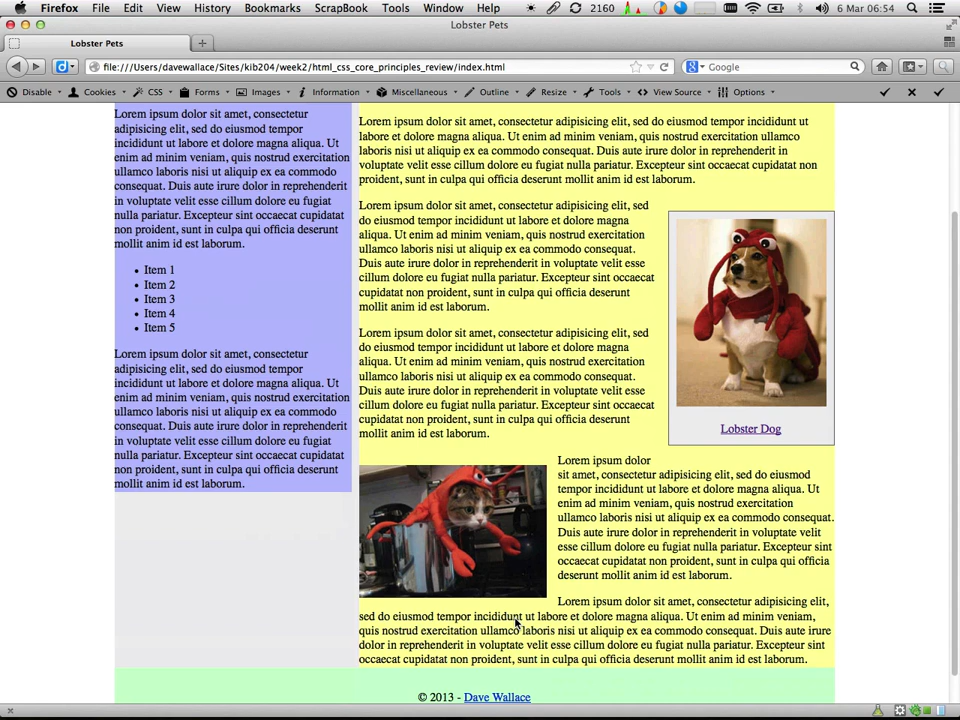 Firefox File Edit View History Bookmarks ScrapBook Tools Window Help 2160 6 Mar 06:54
Lobster Pets
Lobster Pets
file:///Users/davewallace/Sites/kib204/week2/html_css_core_principles_review/index.html
Google
Disable Cookies CSS Forms Images Information Miscellaneous Outline Resize Tools View Source Options
Lorem ipsum dolor sit amet, consectetur
adipisicing elit, sed do eiusmod tempor
incididunt ut labore et dolore magna aliqua. Ut
enim ad minim veniam, quis nostrud exercitation
ullamco laboris nisi ut aliquip ex ea commodo
consequat. Duis aute irure dolor in reprehenderit
in voluptate velit esse cillum dolore eu fugiat
nulla pariatur. Excepteur sint occaecat cupidatat
non proident, sunt in culpa qui officia deserunt
mollit anim id est laborum.
Item 1
Item 2
Item 3
Item 4
Item 5
Lorem ipsum dolor sit amet, consectetur
adipisicing elit, sed do eiusmod tempor
incididunt ut labore et dolore magna aliqua. Ut
enim ad minim veniam, quis nostrud exercitation
ullamco laboris nisi ut aliquip ex ea commodo
consequat. Duis aute irure dolor in reprehenderit
in voluptate velit esse cillum dolore eu fugiat
nulla pariatur. Excepteur sint occaecat cupidatat
non proident, sunt in culpa qui officia deserunt
mollit anim id est laborum.
Lorem ipsum dolor sit amet, consectetur adipisicing elit, sed do eiusmod tempor incididunt ut
labore et dolore magna aliqua. Ut enim ad minim veniam, quis nostrud exercitation ullamco
laboris nisi ut aliquip ex ea commodo consequat. Duis aute irure dolor in reprehenderit in
voluptate velit esse cillum dolore eu fugiat nulla pariatur. Excepteur sint occaecat cupidatat non
proident, sunt in culpa qui officia deserunt mollit anim id est laborum.
Lorem ipsum dolor sit amet, consectetur adipisicing elit, sed
do eiusmod tempor incididunt ut labore et dolore magna
aliqua. Ut enim ad minim veniam, quis nostrud exercitation
ullamco laboris nisi ut aliquip ex ea commodo consequat.
Duis aute irure dolor in reprehenderit in voluptate velit esse
cillum dolore eu fugiat nulla pariatur. Excepteur sint occaecat
cupidatat non proident, sunt in culpa qui officia deserunt
mollit anim id est laborum.
Lorem ipsum dolor sit amet, consectetur adipisicing elit, sed
do eiusmod tempor incididunt ut labore et dolore magna
aliqua. Ut enim ad minim veniam, quis nostrud exercitation
ullamco laboris nisi ut aliquip ex ea commodo consequat.
Duis aute irure dolor in reprehenderit in voluptate velit esse
cillum dolore eu fugiat nulla pariatur. Excepteur sint occaecat
cupidatat non proident, sunt in culpa qui officia deserunt
mollit anim id est laborum.
Lobster Dog
Lorem ipsum dolor
sit amet, consectetur adipisicing elit, sed do eiusmod
tempor incididunt ut labore et dolore magna aliqua. Ut
enim ad minim veniam, quis nostrud exercitation
ullamco laboris nisi ut aliquip ex ea commodo consequat.
Duis aute irure dolor in reprehenderit in voluptate velit
esse cillum dolore eu fugiat nulla pariatur. Excepteur sint
occaecat cupidatat non proident, sunt in culpa qui officia
deserunt mollit anim id est laborum.
Lorem ipsum dolor sit amet, consectetur adipisicing elit,
sed do eiusmod tempor incididunt ut labore et dolore magna aliqua. Ut enim ad minim veniam,
quis nostrud exercitation ullamco laboris nisi ut aliquip ex ea commodo consequat. Duis aute irure
dolor in reprehenderit in voluptate velit esse cillum dolore eu fugiat nulla pariatur. Excepteur sint
occaecat cupidatat non proident, sunt in culpa qui officia deserunt mollit anim id est laborum.
© 2013 - Dave Wallace